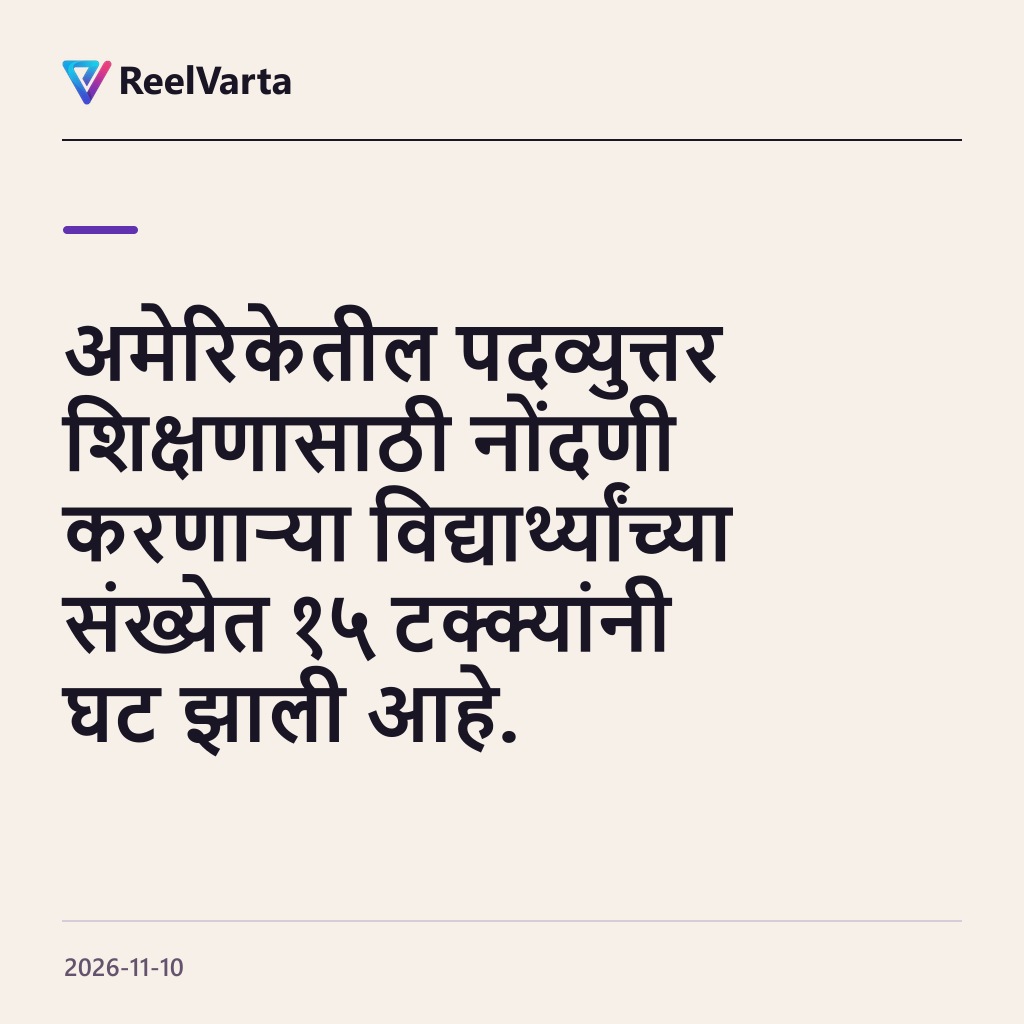 ReelVarta
अमेरिकेतील पदव्युत्तर
शिक्षणासाठी नोंदणी
करणाऱ्या विद्यार्थ्यांच्या
संख्येत १५ टक्क्यांनी
घट झाली आहे.
2026-11-10